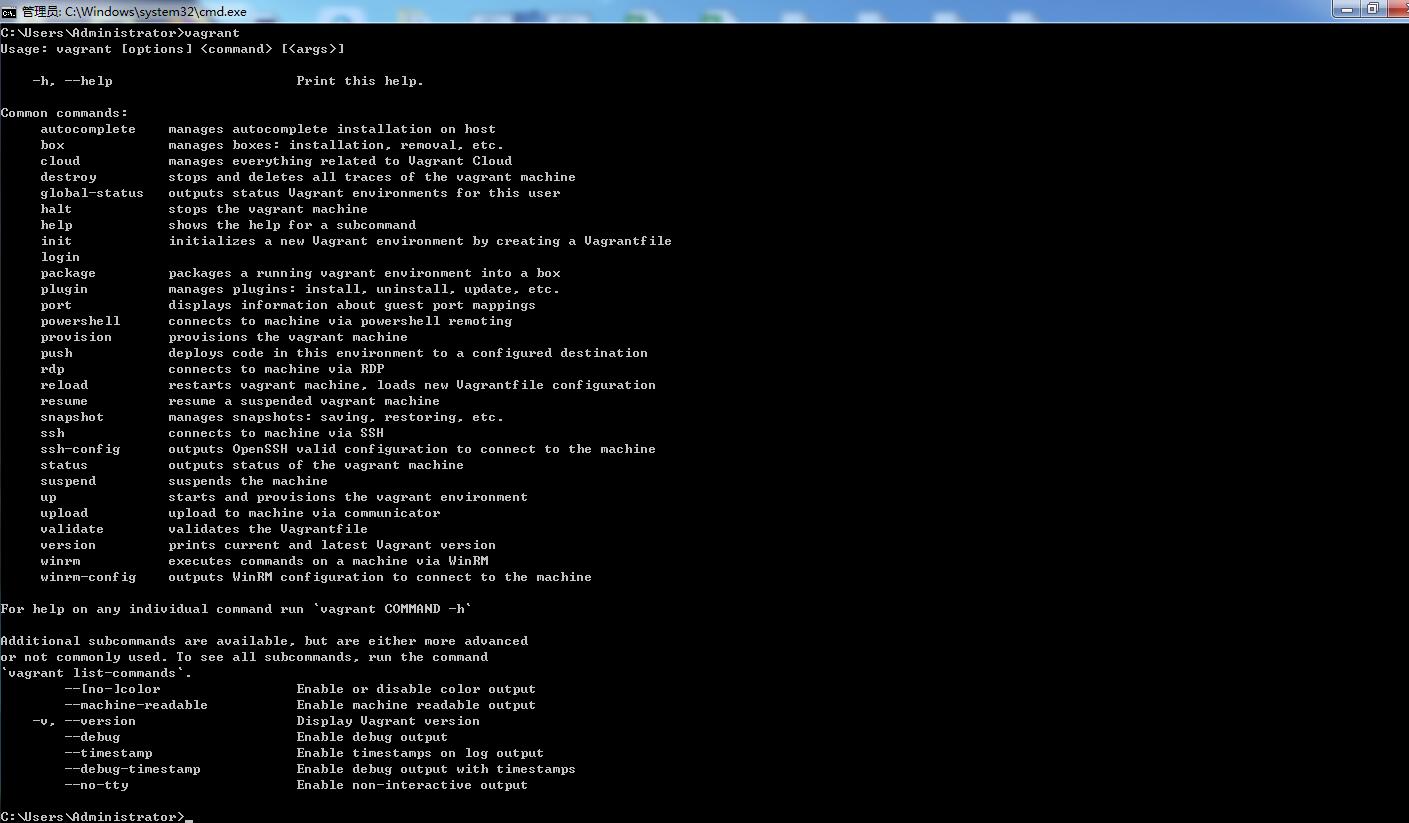 管理员: C:\Windows\system32\cmd.exe
C:\Users\Administrator>vagrant
Usage: vagrant [options] <command> [<args>]
-h, --help                       Print this help.
Common commands:
autocomplete    manages autocomplete installation on host
box             manages boxes: installation, removal, etc.
cloud           manages everything related to Vagrant Cloud
destroy         stops and deletes all traces of the vagrant machine
global-status   outputs status Vagrant environments for this user
halt            stops the vagrant machine
help            shows the help for a subcommand
init            initializes a new Vagrant environment by creating a Vagrantfile
login
package         packages a running vagrant environment into a box
plugin          manages plugins: install, uninstall, update, etc.
port            displays information about guest port mappings
powershell      connects to machine via powershell remoting
provision       provisions the vagrant machine
push            deploys code in this environment to a configured destination
rdp             connects to machine via RDP
reload          restarts vagrant machine, loads new Vagrantfile configuration
resume          resume a suspended vagrant machine
snapshot        manages snapshots: saving, restoring, etc.
ssh             connects to machine via SSH
ssh-config      outputs OpenSSH valid configuration to connect to the machine
status          outputs status of the vagrant machine
suspend         suspends the machine
up              starts and provisions the vagrant environment
upload          upload to machine via communicator
validate        validates the Vagrantfile
version         prints current and latest Vagrant version
winrm           executes commands on a machine via WinRM
winrm-config    outputs WinRM configuration to connect to the machine
For help on any individual command run `vagrant COMMAND -h`
Additional subcommands are available, but are either more advanced
or not commonly used. To see all subcommands, run the command
`vagrant list-commands`.
--[no-]color                 Enable or disable color output
--machine-readable           Enable machine readable output
-v, --version                    Display Vagrant version
--debug                      Enable debug output
--timestamp                  Enable timestamps on log output
--debug-timestamp            Enable debug output with timestamps
--no-tty                     Enable non-interactive output
C:\Users\Administrator>_